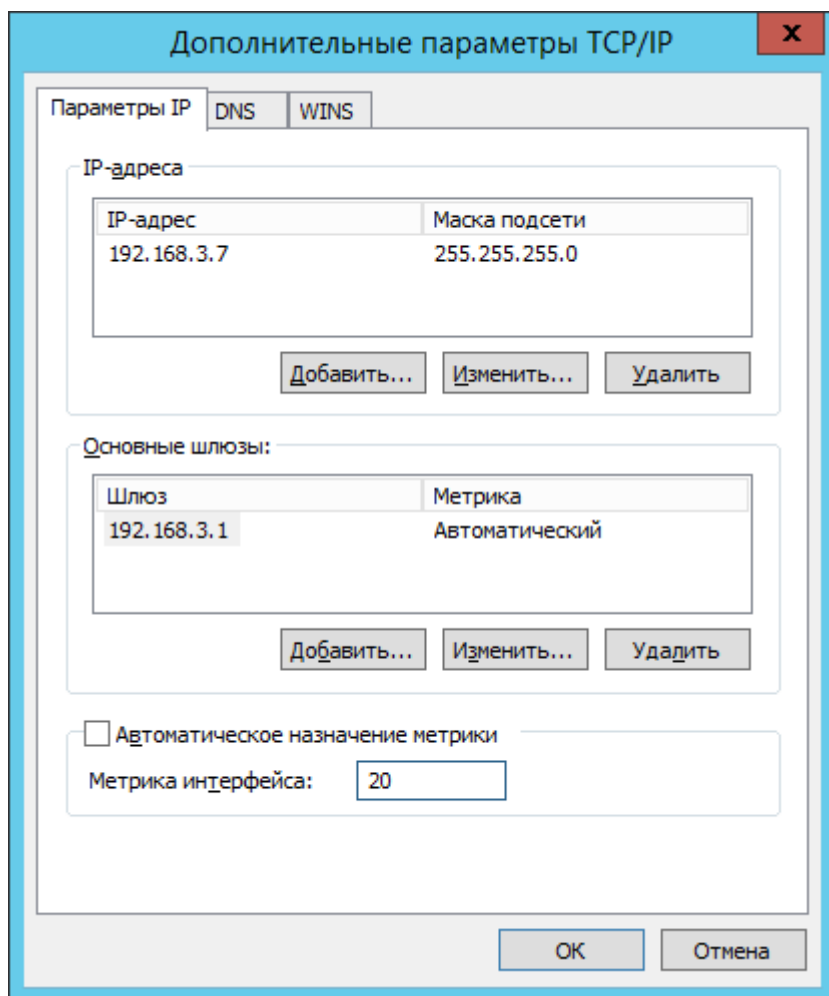 Дополнительные параметры TCP/IP
x
Параметры IP DNS WINS
IP-адреса
IP-адрес Маска подсети
192.168.3.7 255.255.255.0
Добавить... Изменить... Удалить
Основные шлюзы:
Шлюз Метрика
192.168.3.1 Автоматический
Добавить... Изменить... Удалить
Автоматическое назначение метрики
Метрика интерфейса: 20
ОК Отмена